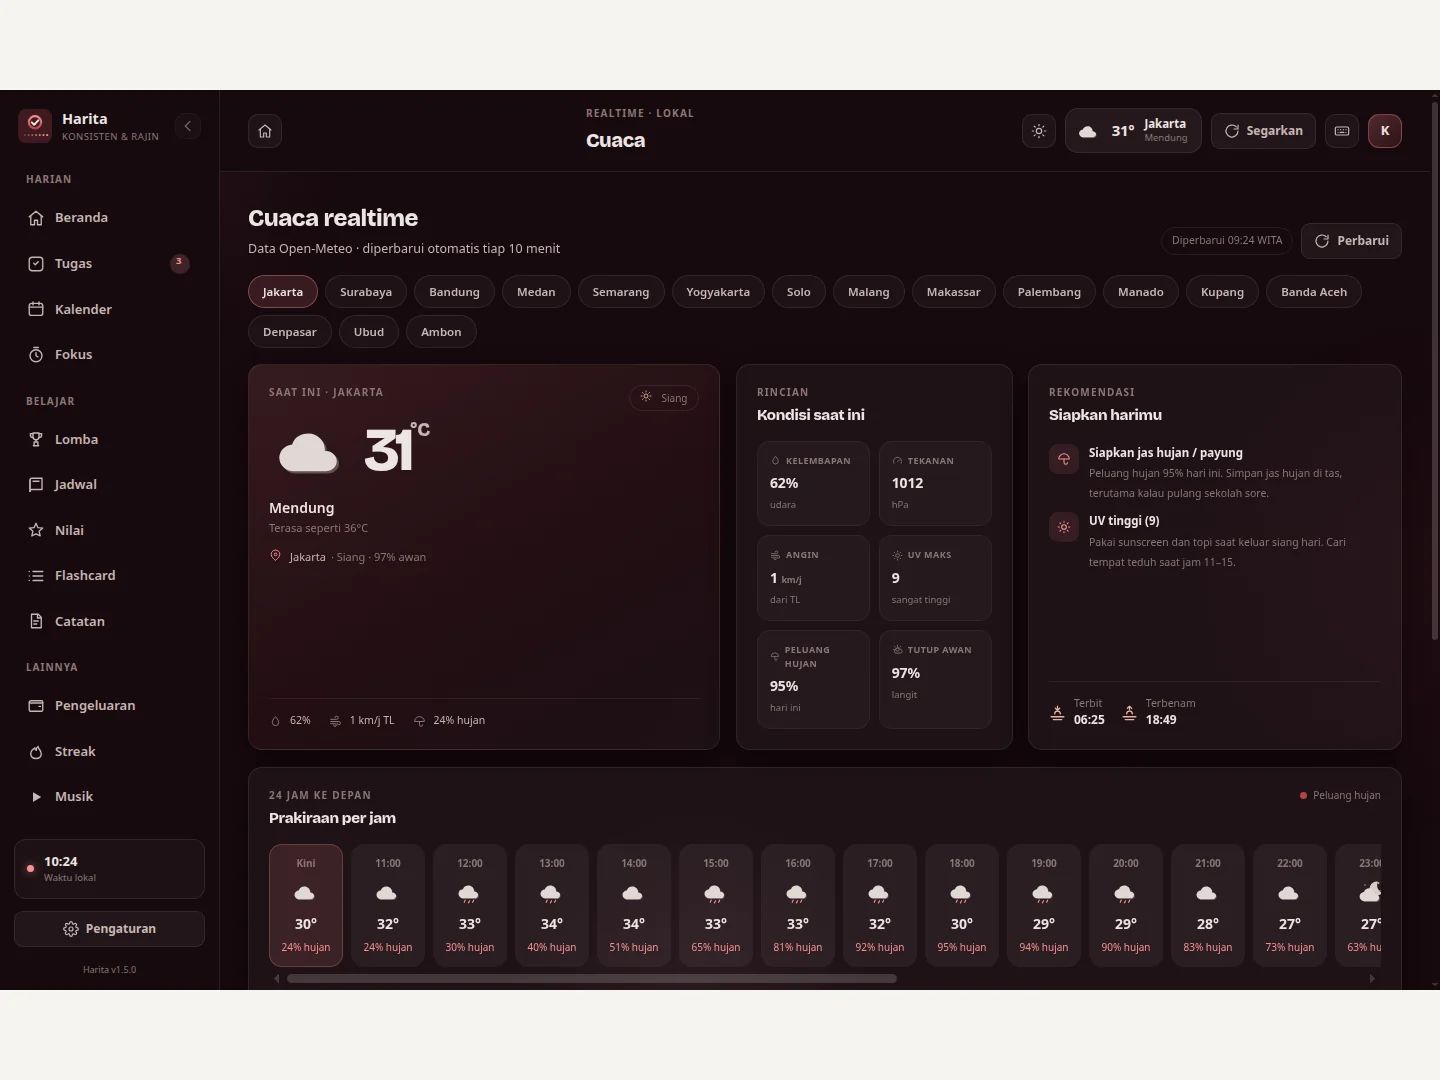 Harita
KONSISTEN & RAJIN
HARIAN
Beranda
Tugas
3
Kalender
Fokus
BELAJAR
Lomba
Jadwal
Nilai
Flashcard
Catatan
LAINNYA
Pengeluaran
Streak
Musik
10:24
Waktu lokal
Pengaturan
Harita v1.5.0
REALTIME · LOKAL
Cuaca
31°
Jakarta
Mendung
Segarkan
K
Cuaca realtime
Data Open-Meteo · diperbarui otomatis tiap 10 menit
Diperbarui 09:24 WITA
Perbarui
Jakarta Surabaya Bandung Medan Semarang Yogyakarta Solo Malang Makassar Palembang Manado Kupang Banda Aceh
Denpasar Ubud Ambon
SAAT INI · JAKARTA
Siang
31°C
Mendung
Terasa seperti 36°C
Jakarta · Siang · 97% awan
62% 1 km/j TL 24% hujan
RINCIAN
Kondisi saat ini
KELEMBAPAN
62%
udara
TEKANAN
1012
hPa
ANGIN
1 km/j
dari TL
UV MAKS
9
sangat tinggi
PELUANG
HUJAN
95%
hari ini
TUTUP AWAN
97%
langit
REKOMENDASI
Siapkan harimu
Siapkan jas hujan / payung
Peluang hujan 95% hari ini. Simpan jas hujan di tas,
terutama kalau pulang sekolah sore.
UV tinggi (9)
Pakai sunscreen dan topi saat keluar siang hari. Cari
tempat teduh saat jam 11–15.
Terbit
06:25
Terbenam
18:49
24 JAM KE DEPAN
Peluang hujan
Prakiraan per jam
Kini 11:00 12:00 13:00 14:00 15:00 16:00 17:00 18:00 19:00 20:00 21:00 22:00 23:00
30° 32° 33° 34° 34° 33° 33° 32° 30° 29° 29° 28° 27° 27°
24% hujan 24% hujan 30% hujan 40% hujan 51% hujan 65% hujan 81% hujan 92% hujan 95% hujan 94% hujan 90% hujan 83% hujan 73% hujan 63% hu